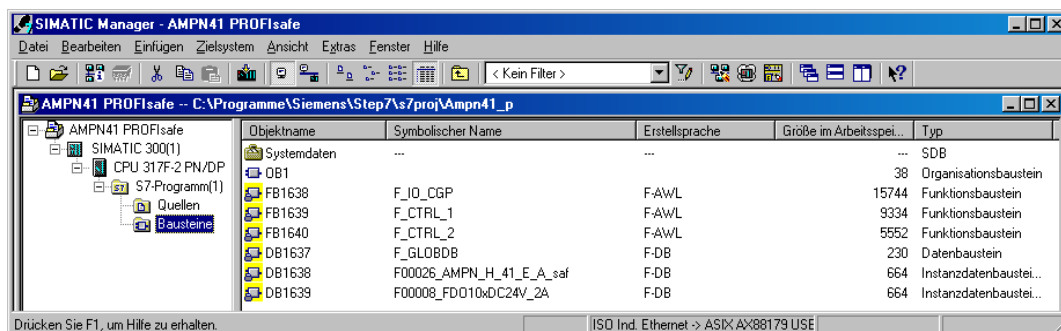 SIMATIC Manager - AMPN41 PROFIsafe
Datei Bearbeiten Einfügen Zielsystem Ansicht Extras Fenster Hilfe
< Kein Filter >
AMPN41 PROFIsafe -- C:\Programme\Siemens\Step7\s7proj\Ampn41_p
AMPN41 PROFIsafe
SIMATIC 300(1)
CPU 317F-2 PN/DP
S7-Programm(1)
Quellen
Bausteine
Objektname Symbolischer Name Erstellsprache Größe im Arbeitsspei... Typ
Systemdaten --- --- --- SDB
OB1 38 Organisationsbaustein
FB1638 F_IO_CGP F-AWL 15744 Funktionsbaustein
FB1639 F_CTRL_1 F-AWL 9334 Funktionsbaustein
FB1640 F_CTRL_2 F-AWL 5552 Funktionsbaustein
DB1637 F_GLOBDB F-DB 230 Datenbaustein
DB1638 F00026_AMPN_H_41_E_A_saf F-DB 664 Instanzdatenbaustei...
DB1639 F00008_FDO10xDC24V_2A F-DB 664 Instanzdatenbaustei...
Drücken Sie F1, um Hilfe zu erhalten. ISO Ind. Ethernet -> ASIX AX88179 USE